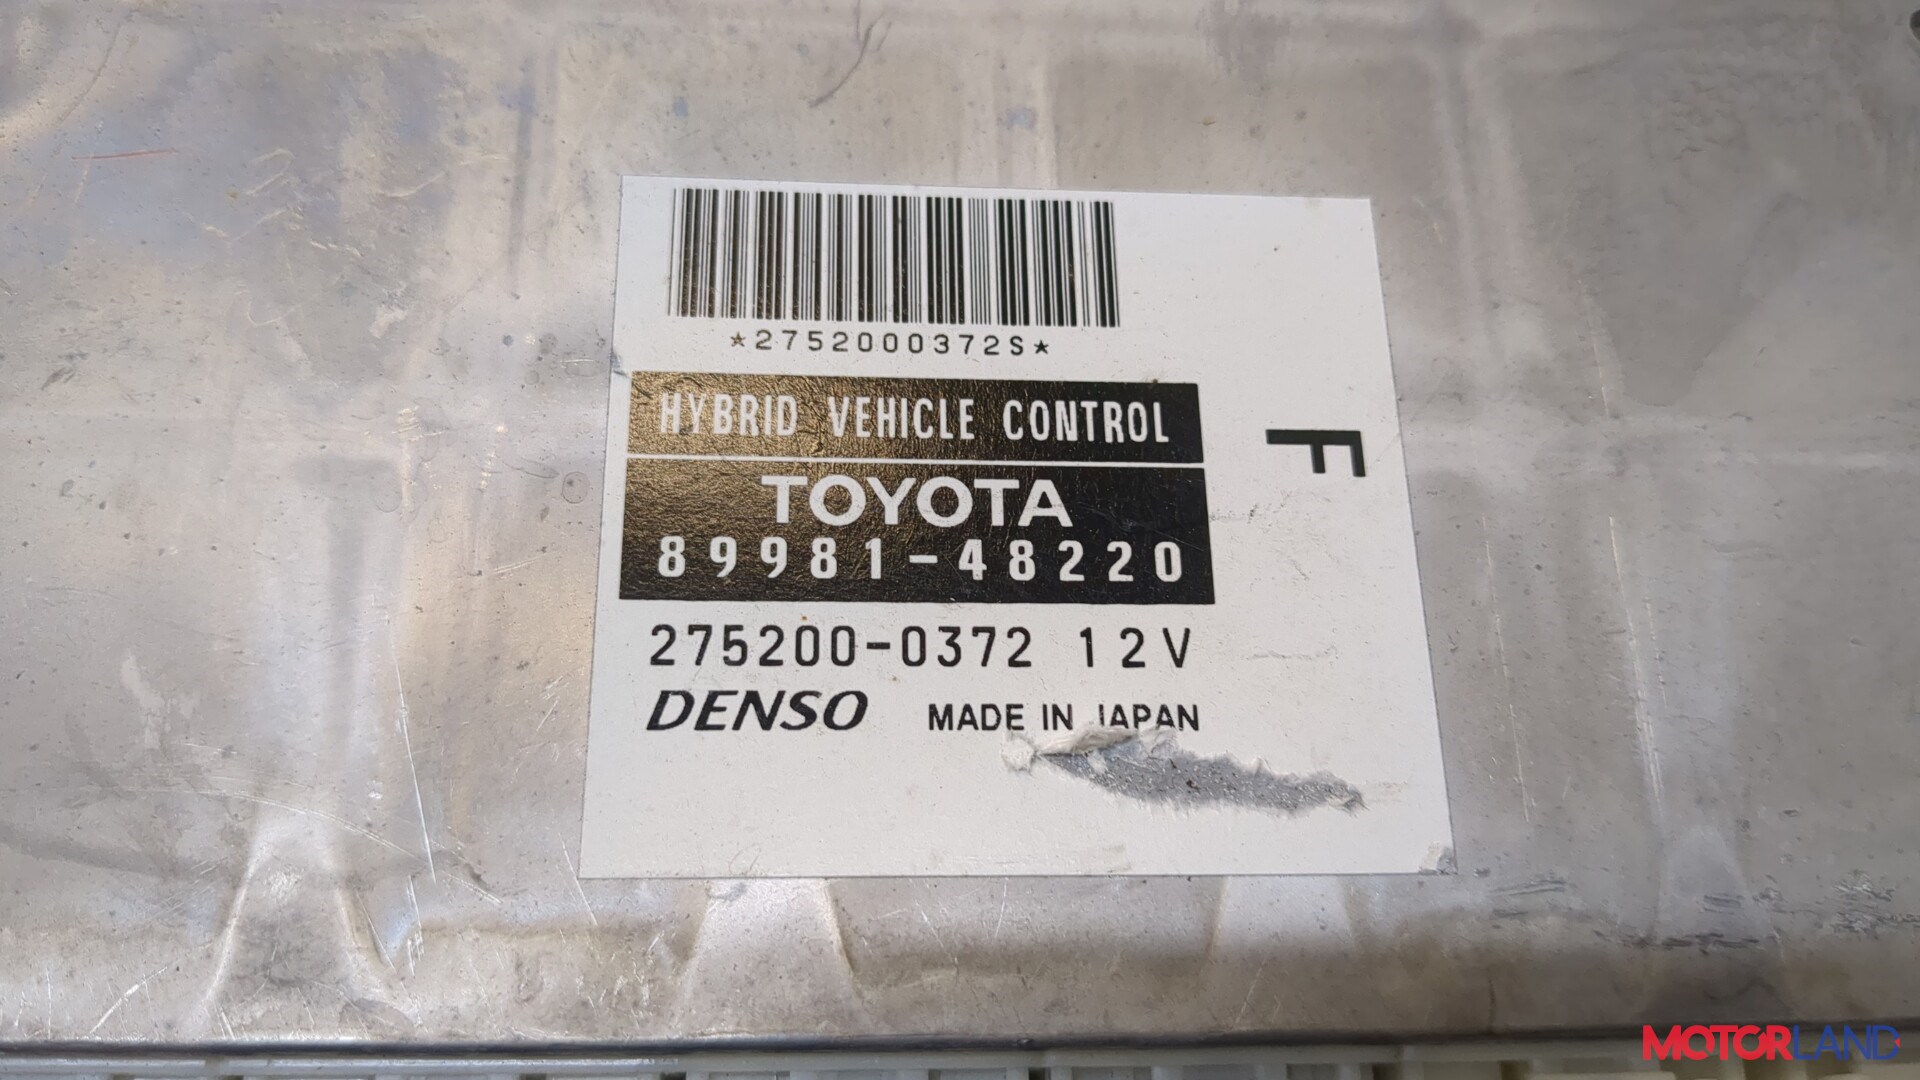 *2752000372S*
HYBRID VEHICLE CONTROL
F
TOYOTA
89981-48220
275200-0372 12V
DENSO MADE IN JAPAN
MOTORLAND